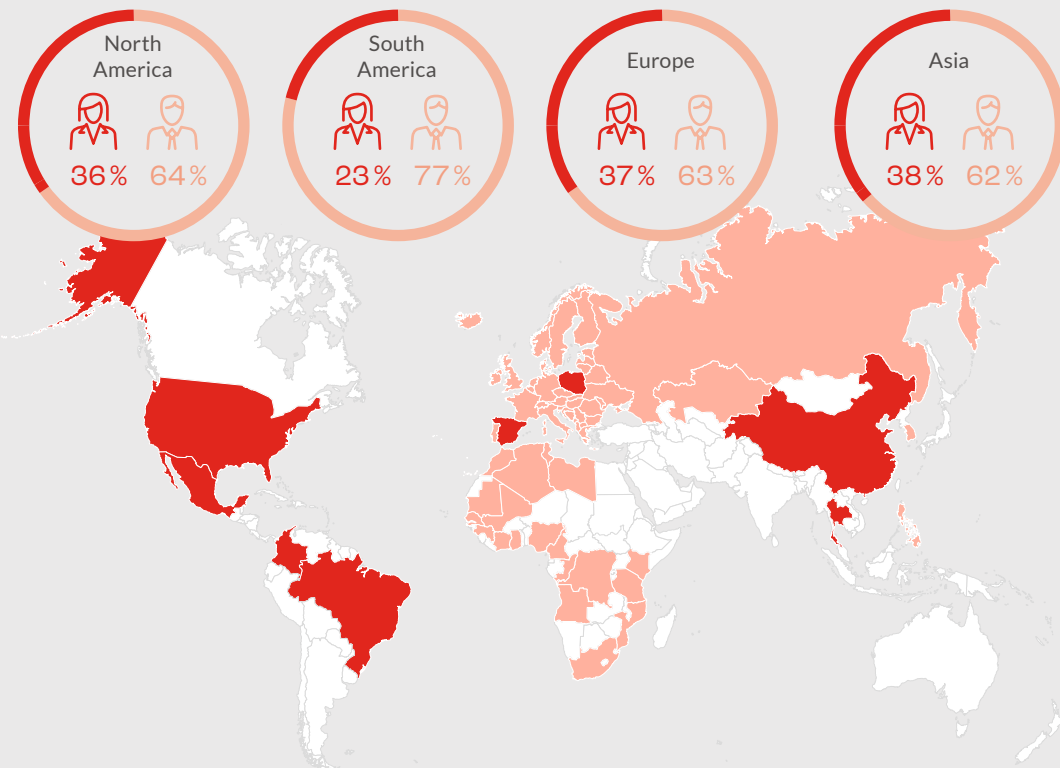 North
America
36% 64%
South
America
23% 77%
Europe
37% 63%
Asia
38% 62%